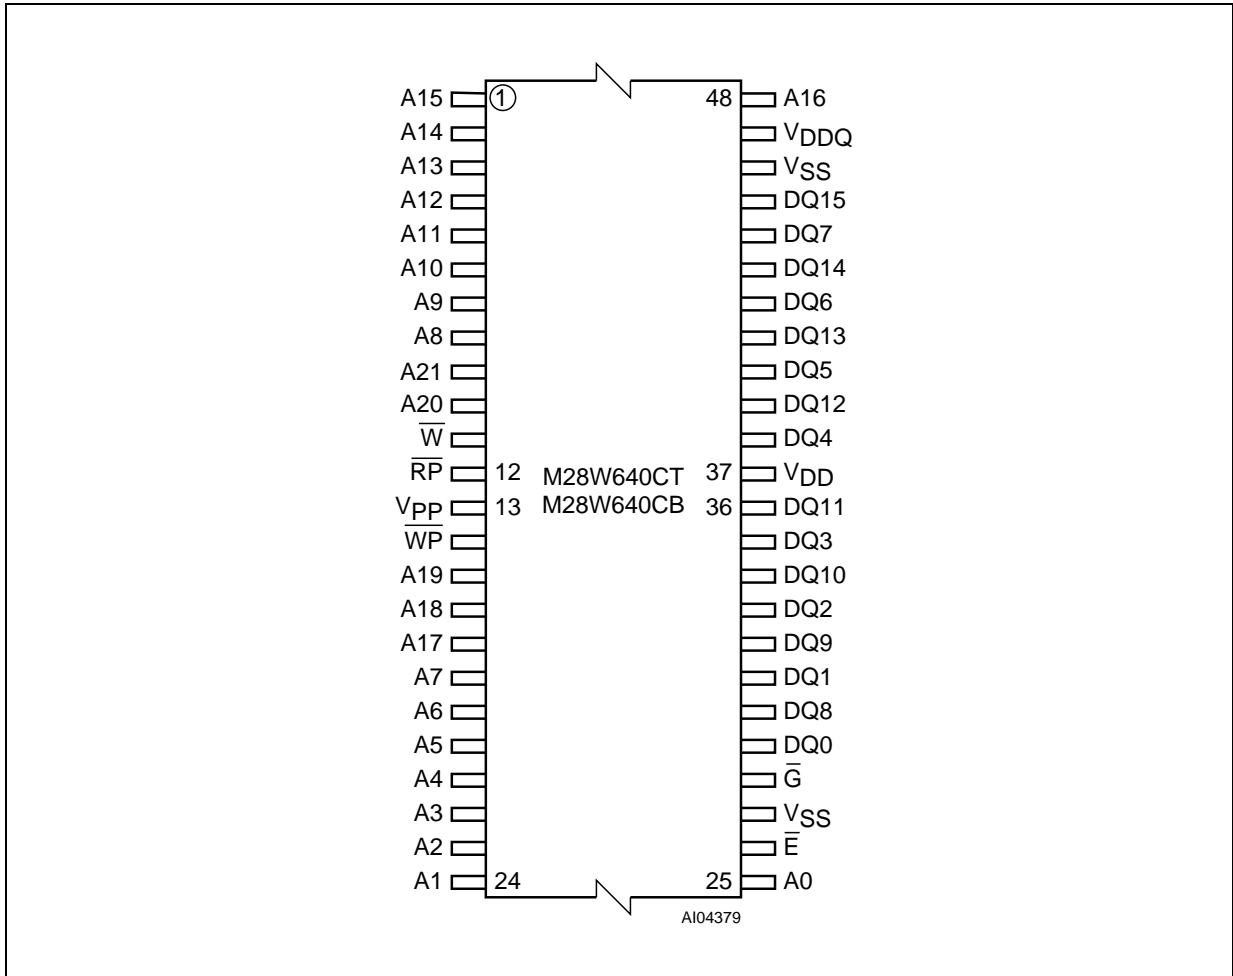 A15 ① 48 A16
A14 VDDQ
A13 VSS
A12 DQ15
A11 DQ7
A10 DQ14
A9 DQ6
A8 DQ13
A21 DQ5
A20 DQ12
W̅ DQ4
R̅P̅ 12 M28W640CT 37 VDD
VPP 13 M28W640CB 36 DQ11
W̅P̅ DQ3
A19 DQ10
A18 DQ2
A17 DQ9
A7 DQ1
A6 DQ8
A5 DQ0
A4 G̅
A3 VSS
A2 E̅
A1 24 25 A0
AI04379